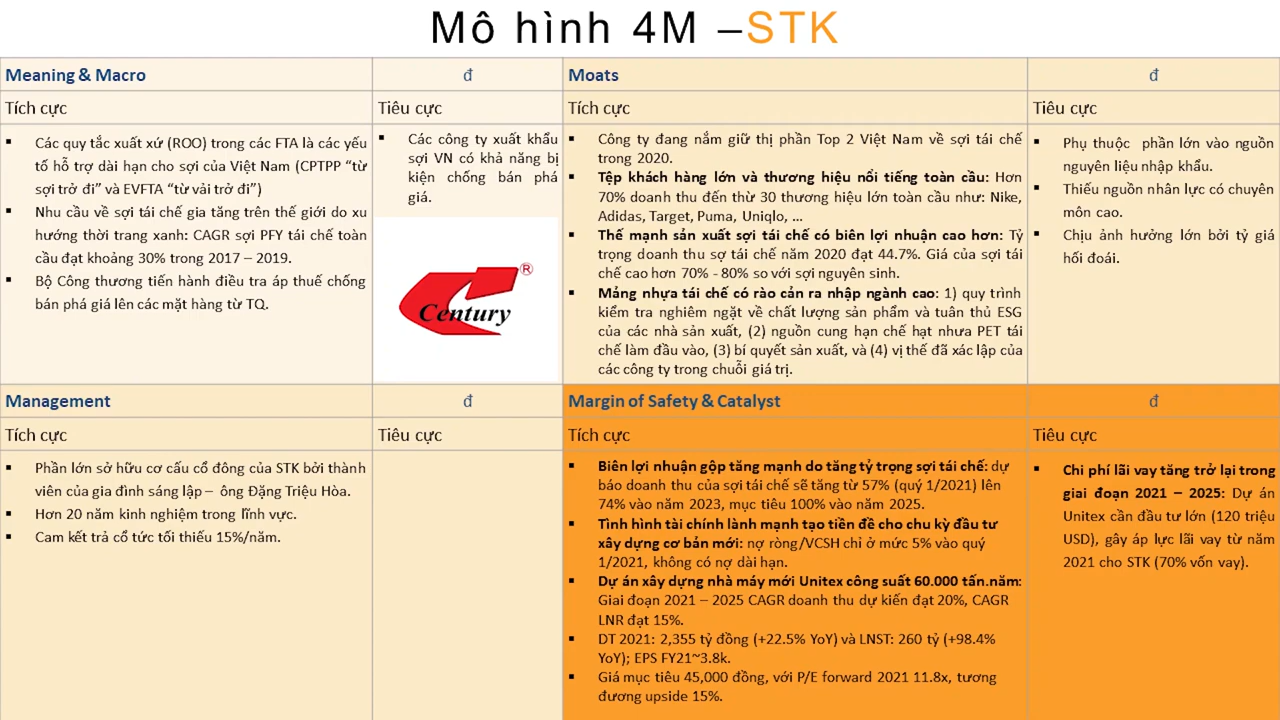 Mô hình 4M –STK
Meaning & Macro
đ
Tích cực
Tiêu cực
▪ Các quy tắc xuất xứ (ROO) trong các FTA là các yếu
tố hỗ trợ dài hạn cho sợi của Việt Nam (CPTPP “từ
sợi trở đi” và EVFTA “từ vải trở đi”)
▪ Nhu cầu về sợi tái chế gia tăng trên thế giới do xu
hướng thời trang xanh: CAGR sợi PFY tái chế toàn
cầu đạt khoảng 30% trong 2017 – 2019.
▪ Bộ Công thương tiến hành điều tra áp thuế chống
bán phá giá lên các mặt hàng từ TQ.
▪ Các công ty xuất khẩu
sợi VN có khả năng bị
kiện chống bán phá
giá.
Century ®
Moats
đ
Tích cực
Tiêu cực
▪ Công ty đang nắm giữ thị phần Top 2 Việt Nam về sợi tái chế
trong 2020.
▪ Tệp khách hàng lớn và thương hiệu nổi tiếng toàn cầu: Hơn
70% doanh thu đến thừ 30 thương hiệu lớn toàn cầu như: Nike,
Adidas, Target, Puma, Uniqlo, ...
▪ Thế mạnh sản xuất sợi tái chế có biên lợi nhuận cao hơn: Tỷ
trọng doanh thu sợ tái chế năm 2020 đạt 44.7%. Giá của sợi tái
chế cao hơn 70% - 80% so với sợi nguyên sinh.
▪ Mảng nhựa tái chế có rào cản ra nhập ngành cao: 1) quy trình
kiểm tra nghiêm ngặt về chất lượng sản phẩm và tuân thủ ESG
của các nhà sản xuất, (2) nguồn cung hạn chế hạt nhưa PET tái
chế làm đầu vào, (3) bí quyết sản xuất, và (4) vị thế đã xác lập của
các công ty trong chuỗi giá trị.
▪ Phụ thuộc phần lớn vào nguồn
nguyên liệu nhập khẩu.
▪ Thiếu nguồn nhân lực có chuyên
môn cao.
▪ Chịu ảnh hưởng lớn bởi tỷ giá
hối đoái.
Management
đ
Tích cực
Tiêu cực
▪ Phần lớn sở hữu cơ cấu cổ đông của STK bởi thành
viên của gia đình sáng lập – ông Đặng Triệu Hòa.
▪ Hơn 20 năm kinh nghiệm trong lĩnh vực.
▪ Cam kết trả cổ tức tối thiểu 15%/năm.
Margin of Safety & Catalyst
đ
Tích cực
Tiêu cực
▪ Biên lợi nhuận gộp tăng mạnh do tăng tỷ trọng sợi tái chế: dự
báo doanh thu của sợi tái chế sẽ tăng từ 57% (quý 1/2021) lên
74% vào năm 2023, mục tiêu 100% vào năm 2025.
▪ Tình hình tài chính lành mạnh tạo tiền đề cho chu kỳ đầu tư
xây dựng cơ bản mới: nợ ròng/VCSH chỉ ở mức 5% vào quý
1/2021, không có nợ dài hạn.
▪ Dự án xây dựng nhà máy mới Unitex công suất 60.000 tấn.năm:
Giai đoạn 2021 – 2025 CAGR doanh thu dự kiến đạt 20%, CAGR
LNR đạt 15%.
▪ DT 2021: 2,355 tỷ đồng (+22.5% YoY) và LNST: 260 tỷ (+98.4%
YoY); EPS FY21~3.8k.
▪ Giá mục tiêu 45,000 đồng, với P/E forward 2021 11.8x, tương
đương upside 15%.
▪ Chi phí lãi vay tăng trở lại trong
giai đoạn 2021 – 2025: Dự án
Unitex cần đầu tư lớn (120 triệu
USD), gây áp lực lãi vay từ năm
2021 cho STK (70% vốn vay).